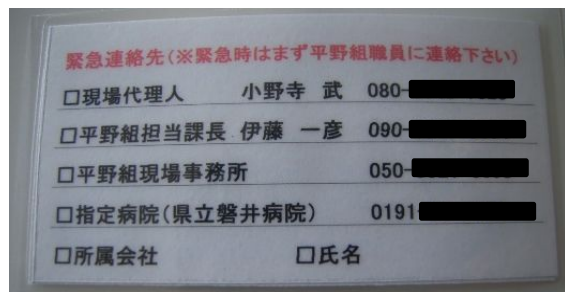 緊急連絡先(※緊急時はまず平野組職員に連絡下さい)
□現場代理人 小野寺 武 080-
□平野組担当課長 伊藤 一彦 090-
□平野組現場事務所 050-
□指定病院(県立磐井病院) 0191-
□所属会社 □氏名